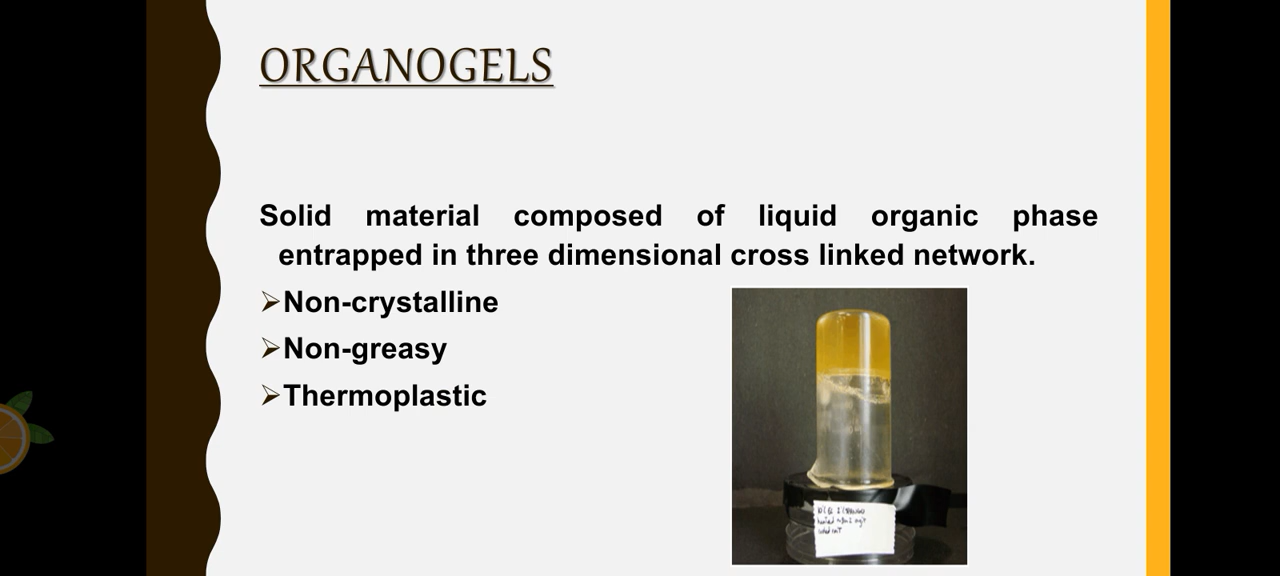 ORGANOGELS
Solid material composed of liquid organic phase
entrapped in three dimensional cross linked network.
➢Non-crystalline
➢Non-greasy
➢Thermoplastic